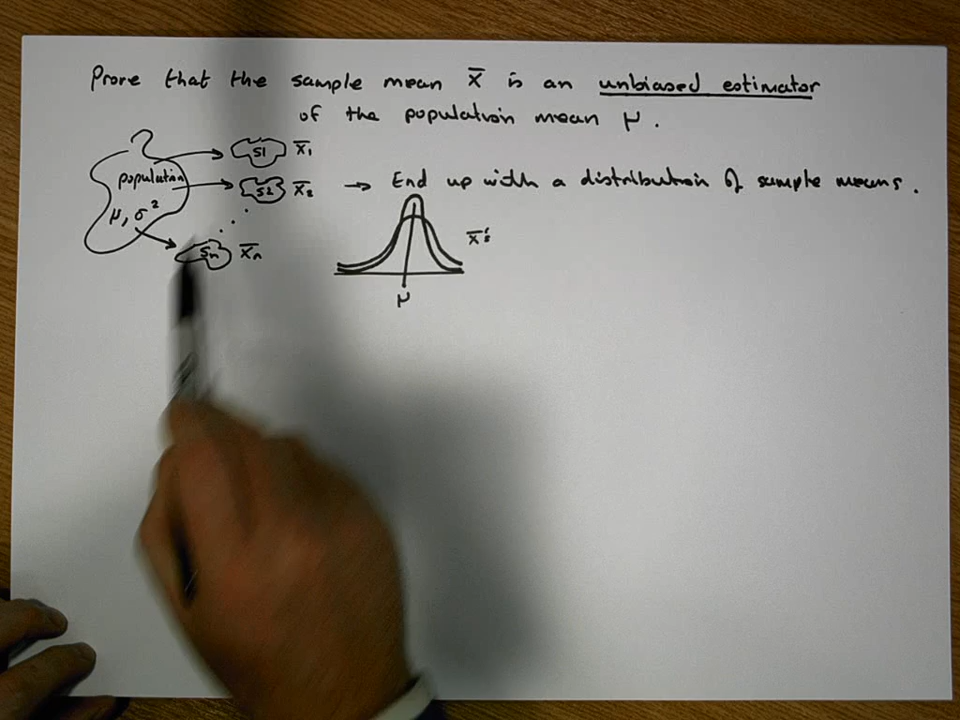 Prove that the sample mean x̄ is an unbiased estimator
of the population mean μ.
population
μ, σ²
S1 x̄₁
S2 x̄₂
Sn x̄n
→ End up with a distribution of sample means.
x̄'s
μ